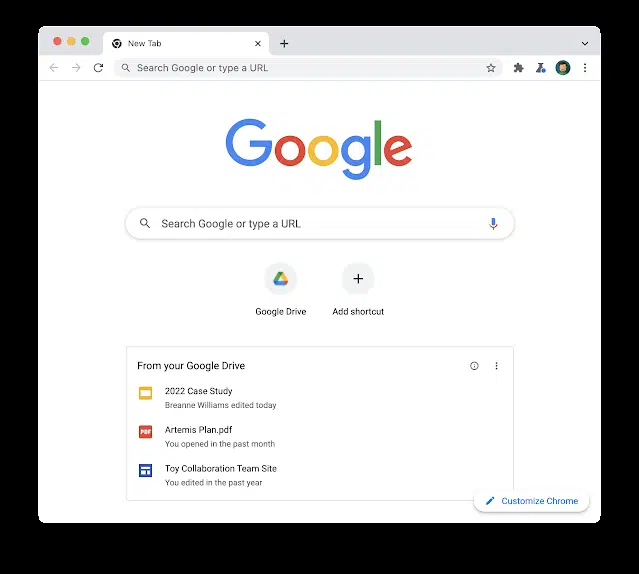 New Tab
Search Google or type a URL
Google
Search Google or type a URL
Google Drive
Add shortcut
From your Google Drive
2022 Case Study
Breanne Williams edited today
PDF
Artemis Plan.pdf
You opened in the past month
Toy Collaboration Team Site
You edited in the past year
Customize Chrome